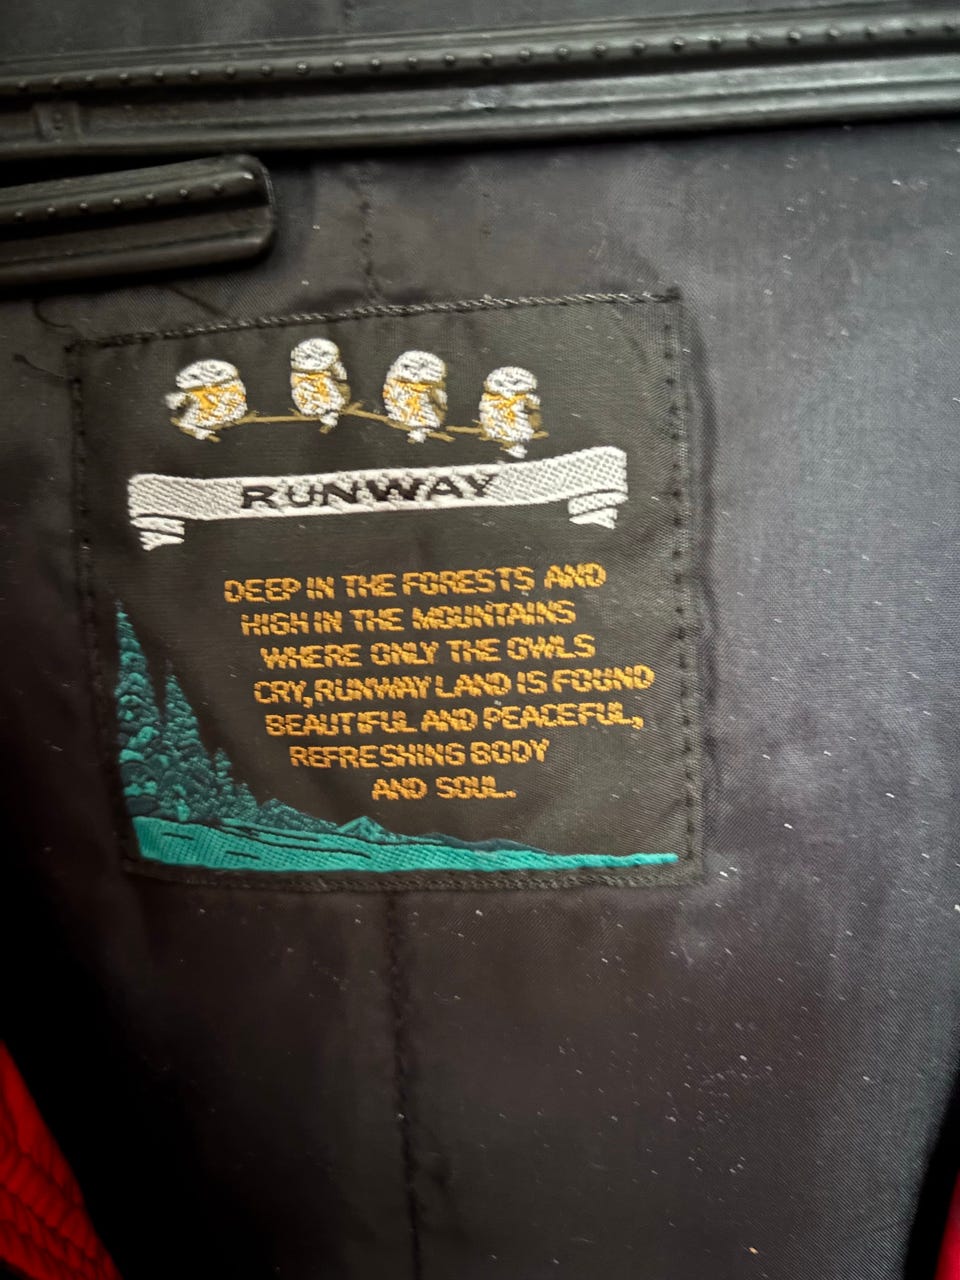 RUNWAY
DEEP IN THE FORESTS AND
HIGH IN THE MOUNTAINS
WHERE ONLY THE OWLS
CRY, RUNWAY LAND IS FOUND
BEAUTIFUL AND PEACEFUL,
REFRESHING BODY
AND SOUL.